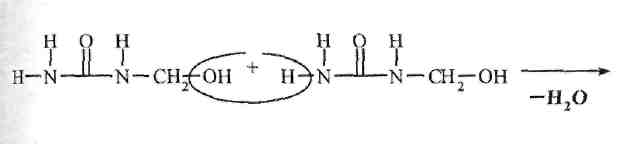 H O H H O H
H–N N–CH₂ OH + H–N N–CH₂–OH
–H₂O